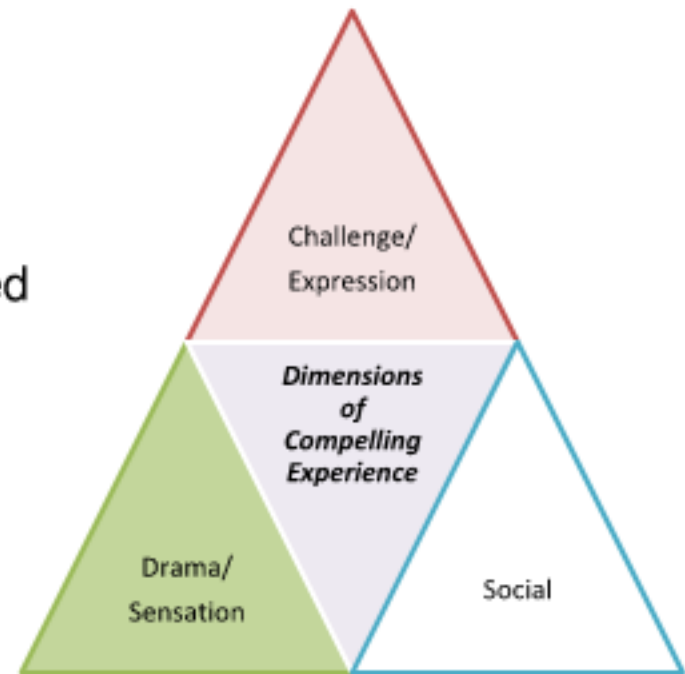 Challenge/
Expression
ed
Dimensions
of
Compelling
Experience
Drama/
Sensation
Social